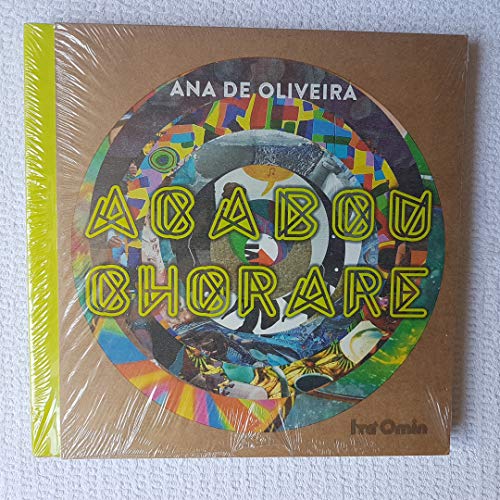 ANA DE OLIVEIRA
ACABOU
CHORARE
Iyá Omin